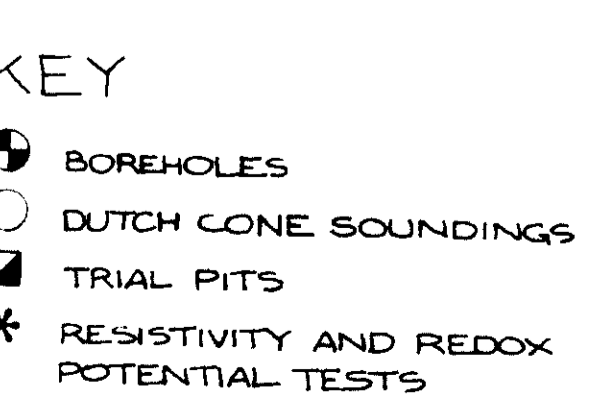 KEY
BOREHOLES
DUTCH CONE SOUNDINGS
TRIAL PITS
RESISTIVITY AND REDOX
POTENTIAL TESTS